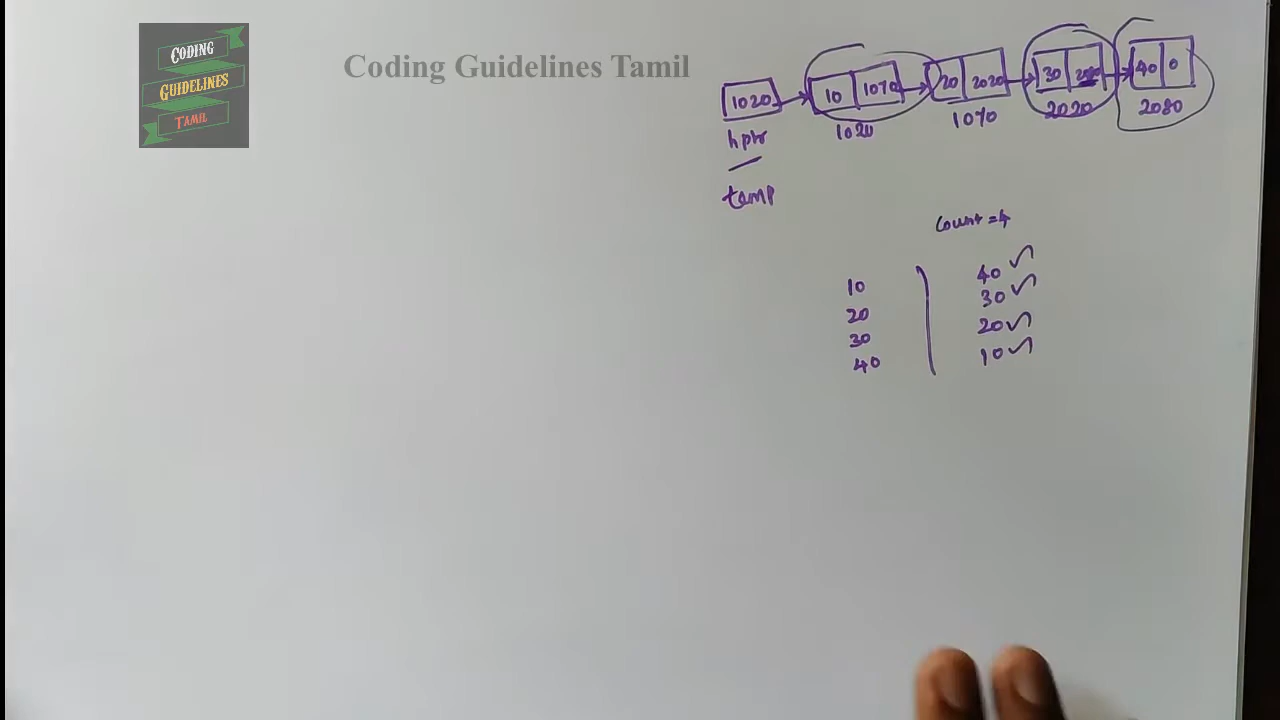 CODING
GUIDELINES
TAMIL
Coding Guidelines Tamil
1020 10 1070 20 2020 30 40 0
1020 1070 2020 2080
hptr
temp
count = 4
10 40
20 30
30 20
40 10